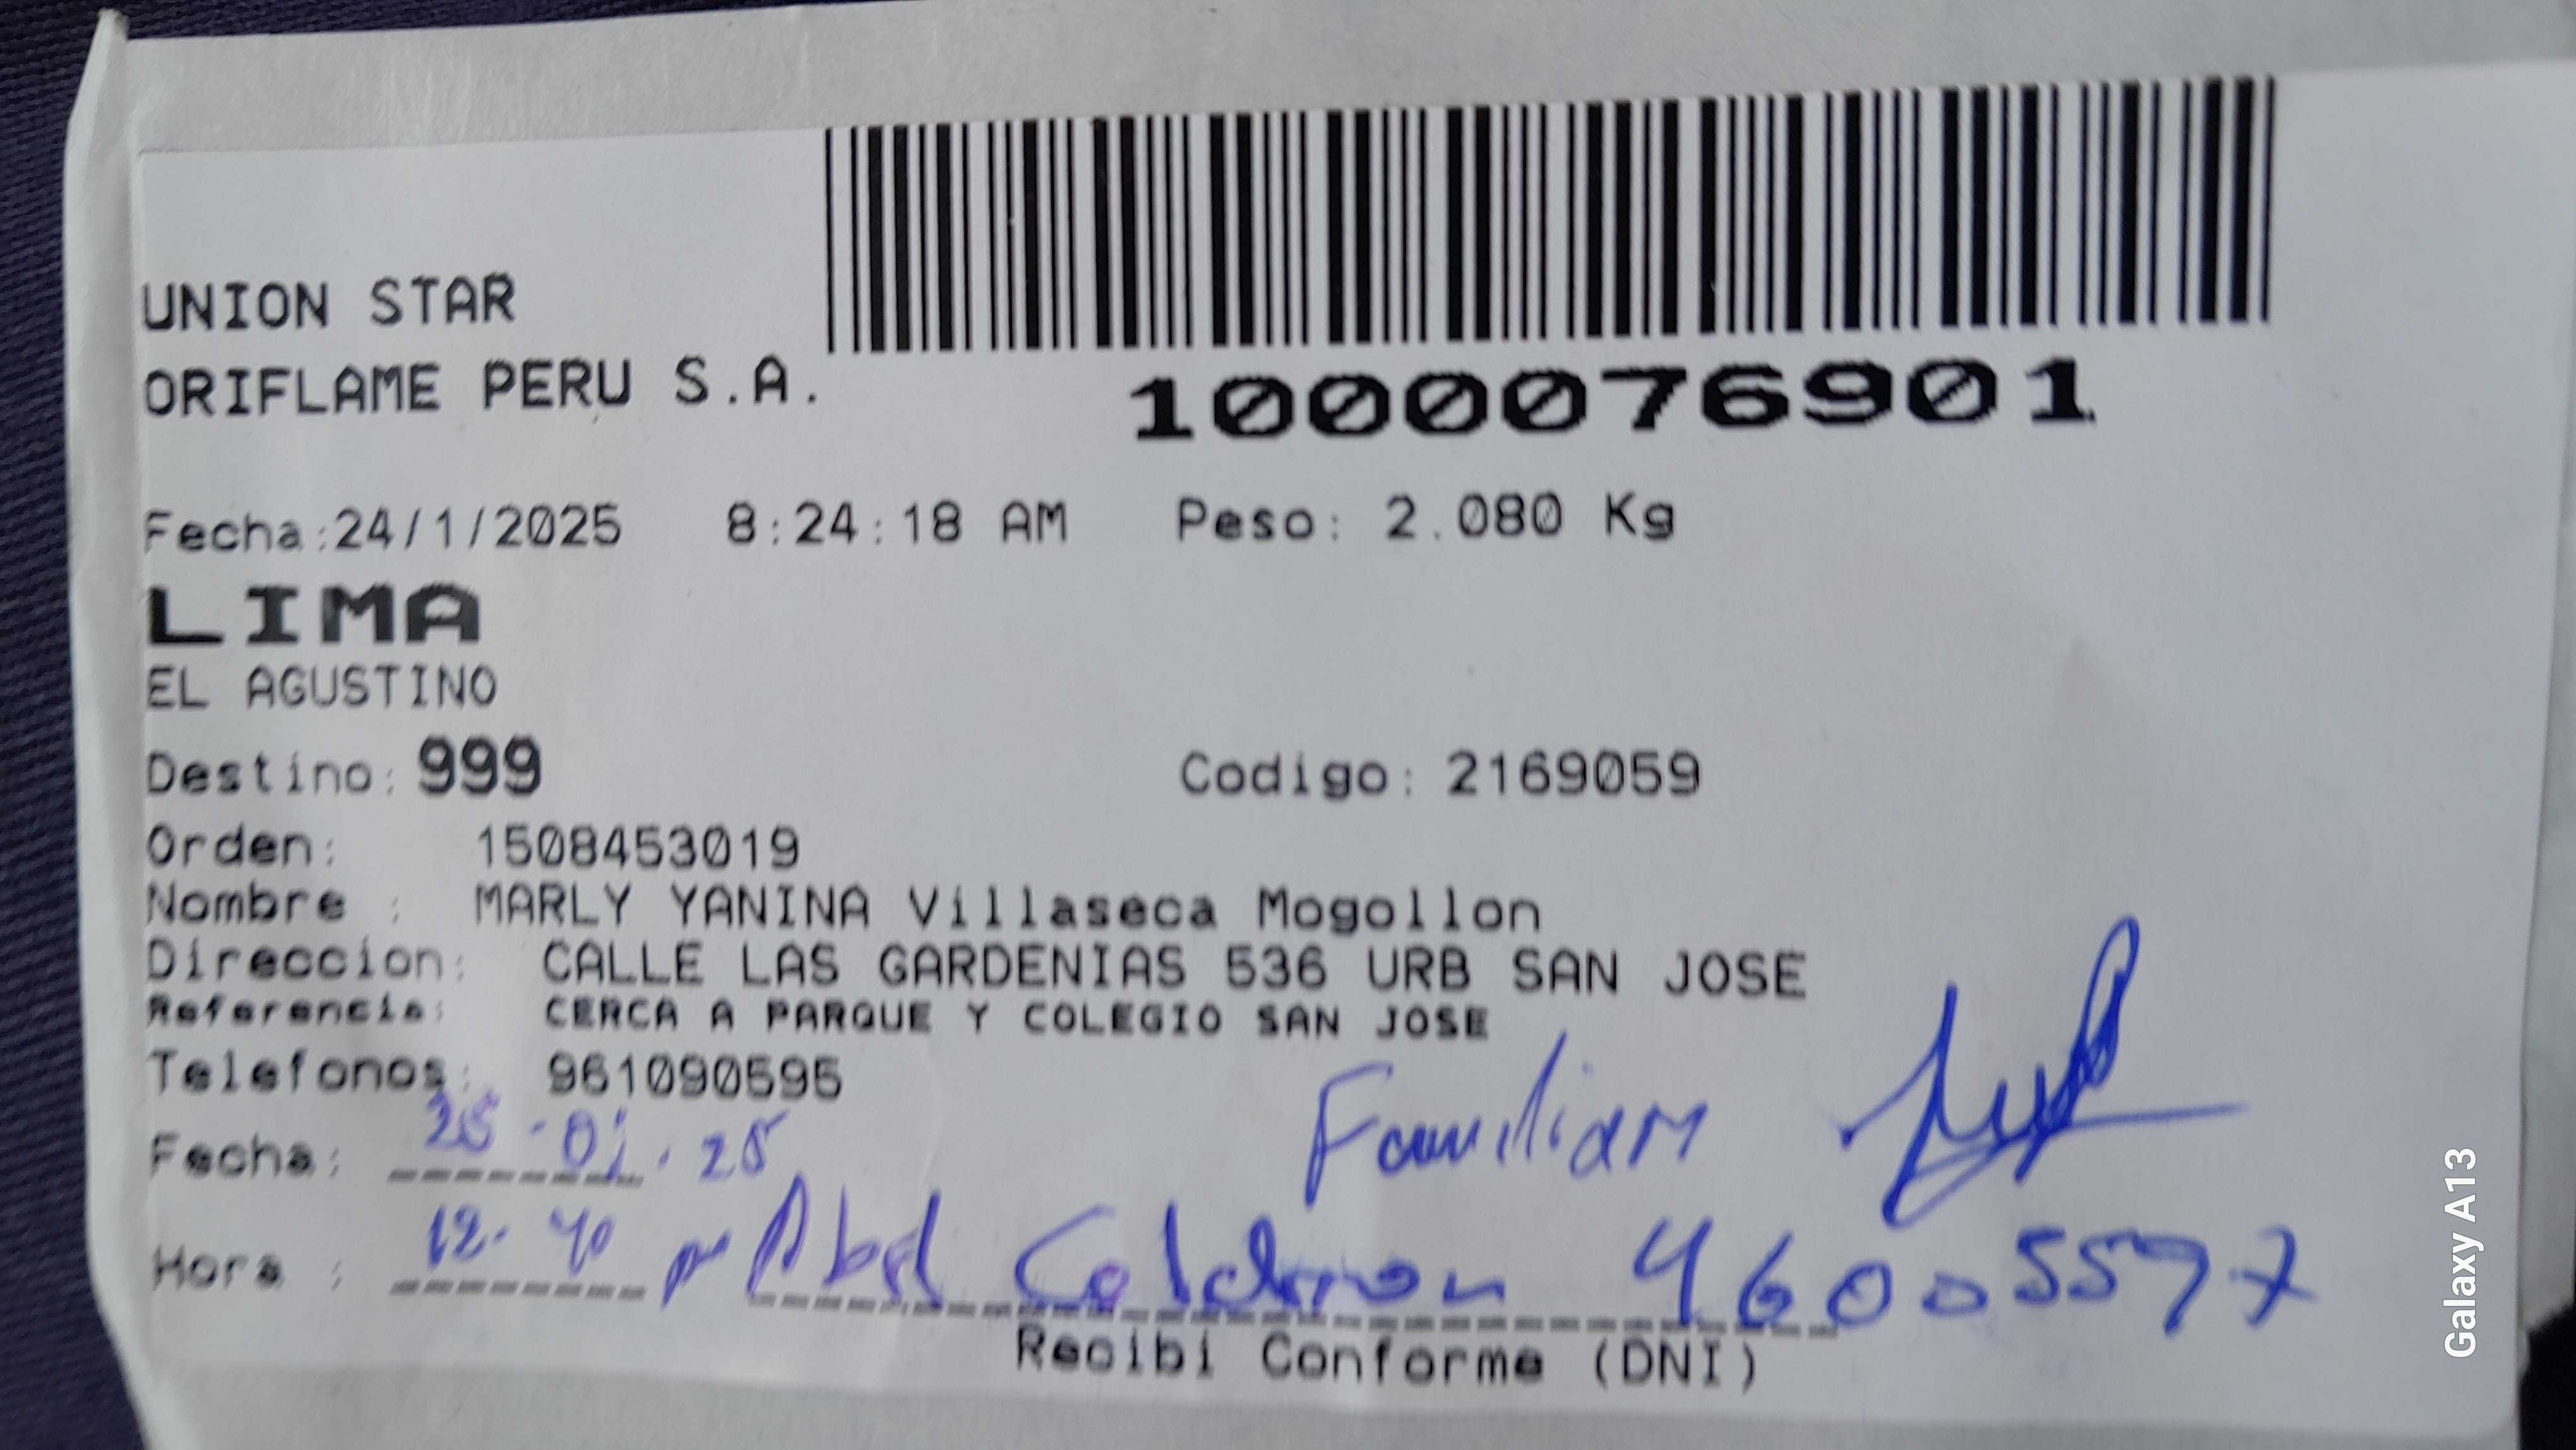 UNION STAR
ORIFLAME PERU S.A.
1000076901
Fecha:24/1/2025 8:24:18 AM Peso: 2.080 Kg
LIMA
EL AGUSTINO
Destino: 999 Codigo: 2169059
Orden: 1508453019
Nombre : MARLY YANINA Villaseca Mogollon
Direccion: CALLE LAS GARDENIAS 536 URB SAN JOSE
Referencia: CERCA A PARQUE Y COLEGIO SAN JOSE
Telefonos: 961090595
Fecha: 25-01.25 Familiar
Hora : 12.40 pm Abel Calderon 46005597
Recibi Conforme (DNI)
Galaxy A13